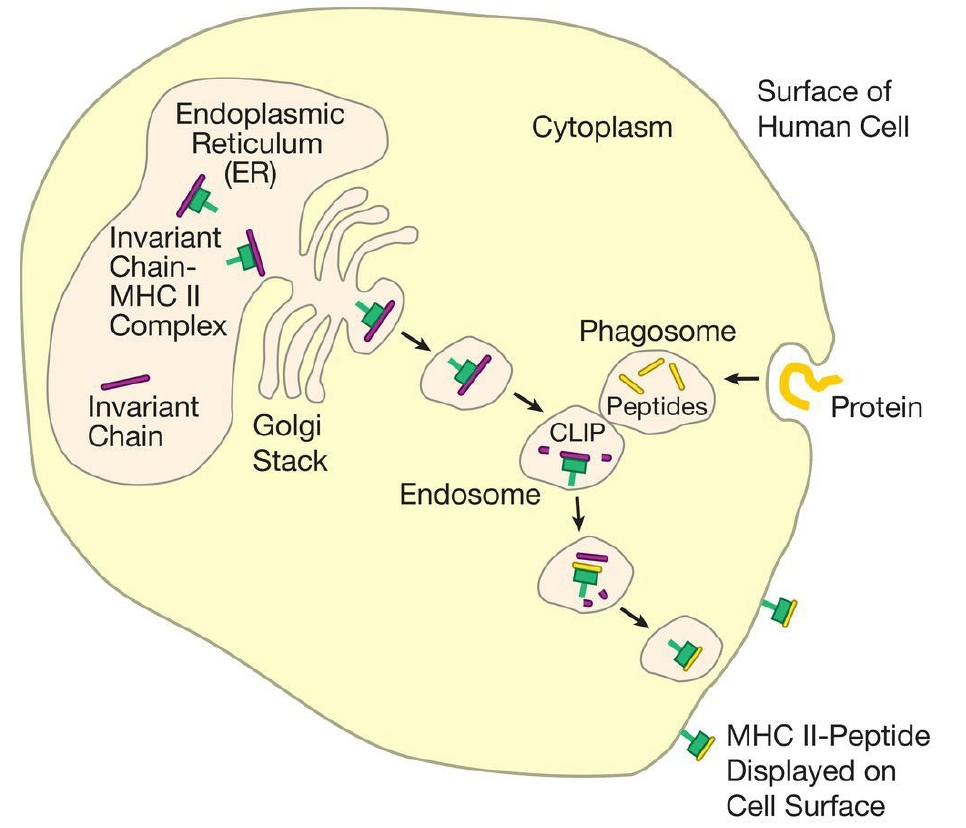 Endoplasmic
Reticulum
(ER)
Cytoplasm
Surface of
Human Cell
Invariant
Chain-
MHC II
Complex
Invariant
Chain
Golgi
Stack
Phagosome
Peptides
Protein
CLIP
Endosome
MHC II-Peptide
Displayed on
Cell Surface